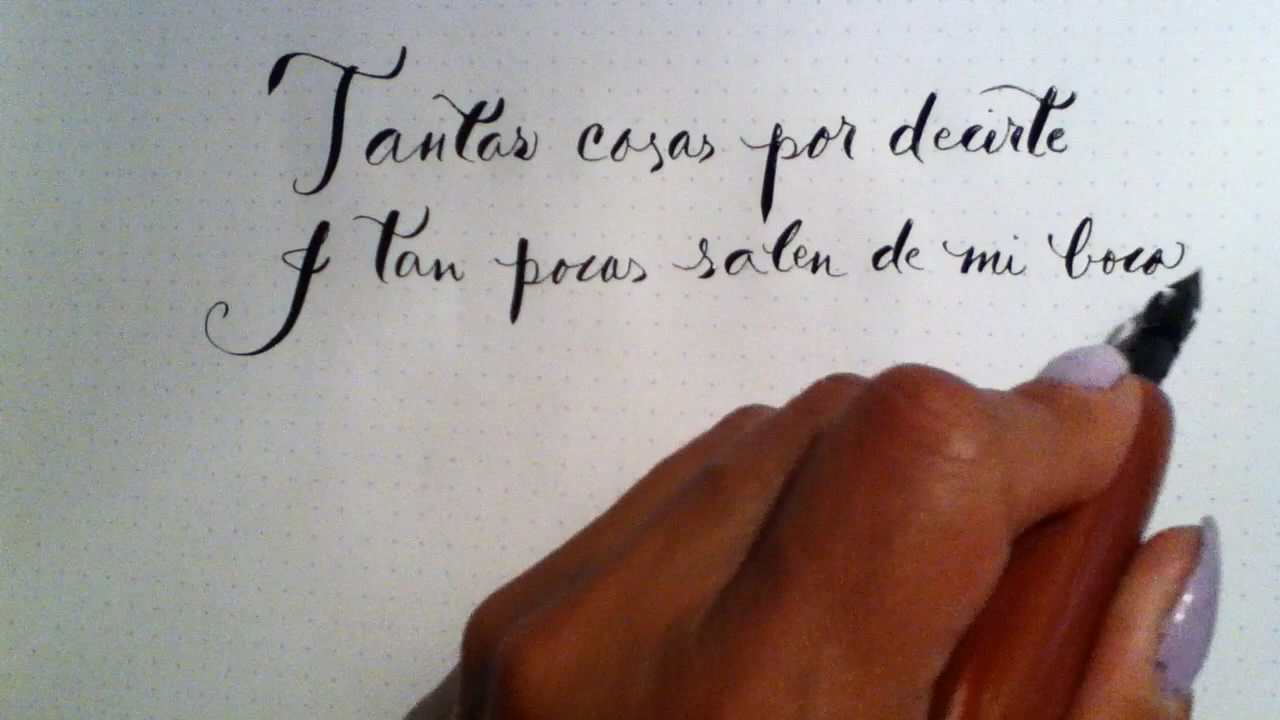 Tantas cosas por decirte
Y tan pocas salen de mi boca